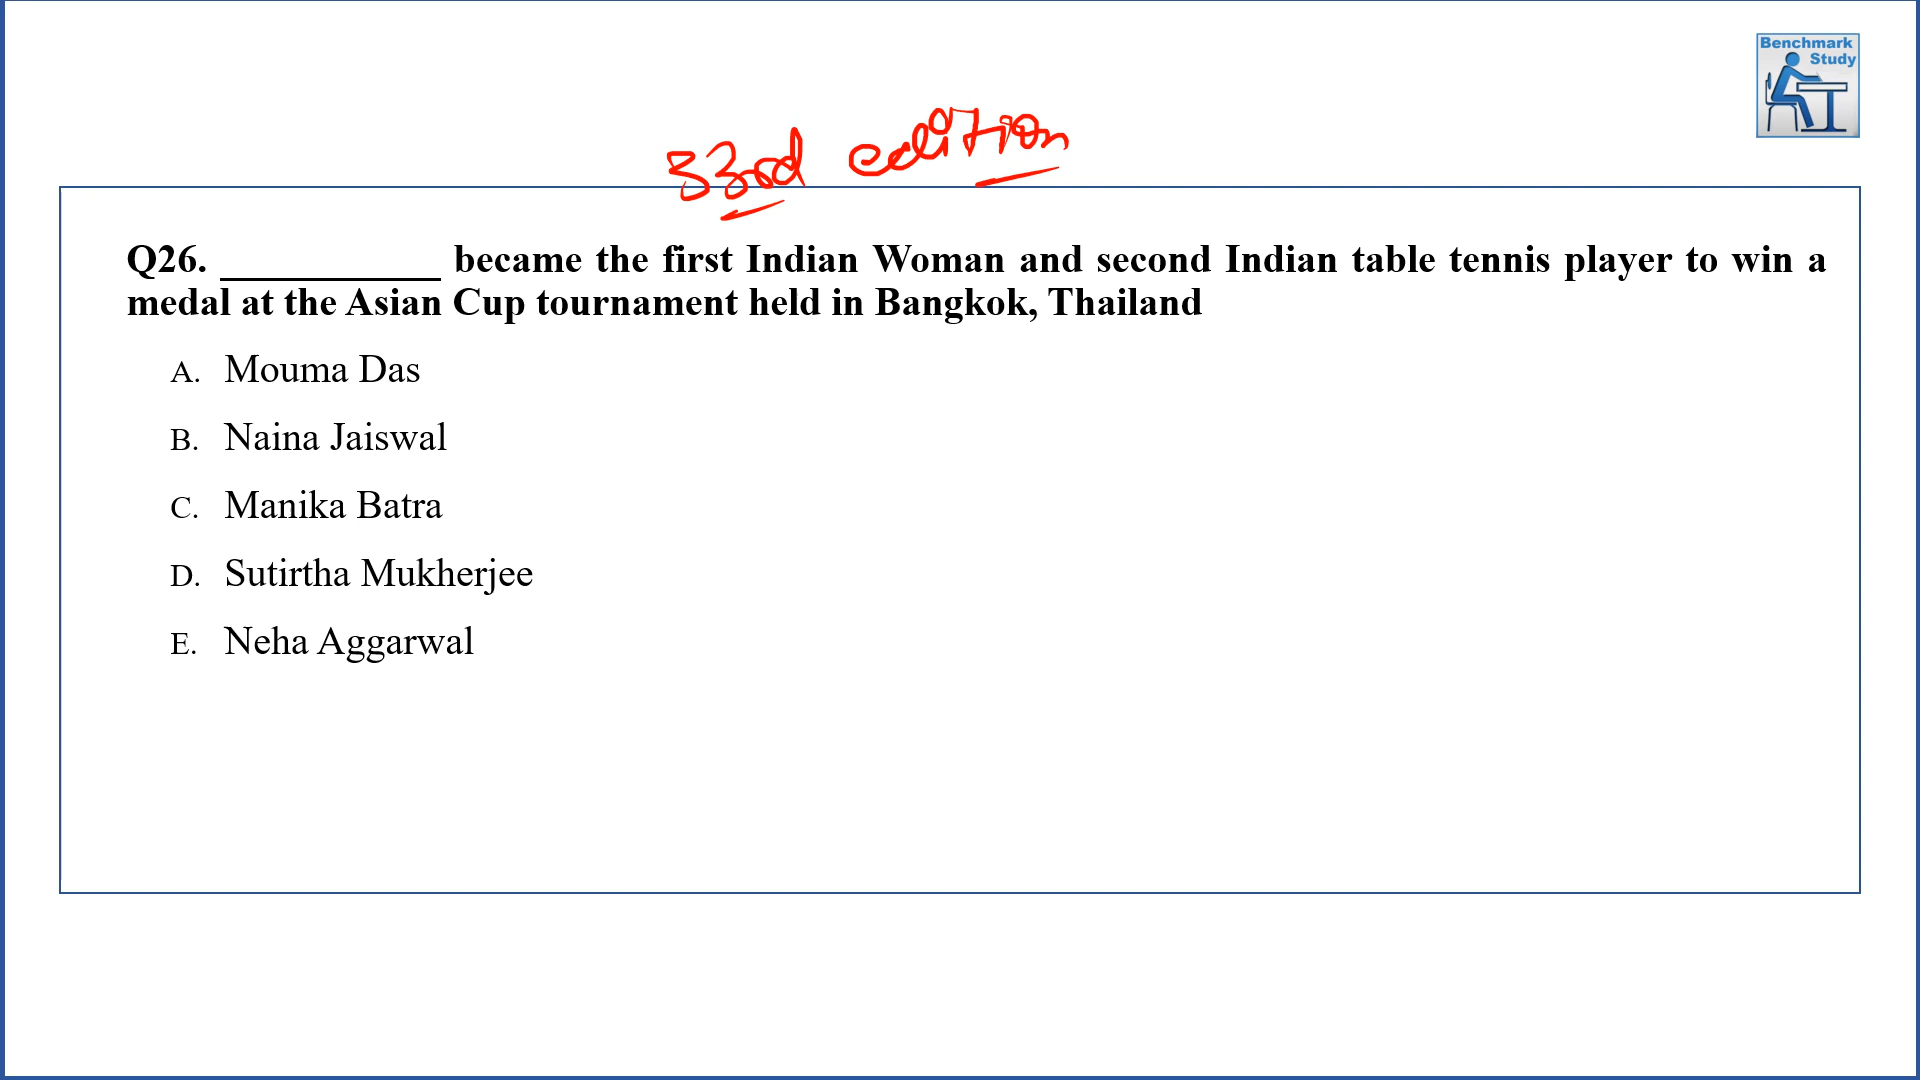 Benchmark
Study
33rd edition
Q26. ___________ became the first Indian Woman and second Indian table tennis player to win a
medal at the Asian Cup tournament held in Bangkok, Thailand
A. Mouma Das
B. Naina Jaiswal
C. Manika Batra
D. Sutirtha Mukherjee
E. Neha Aggarwal